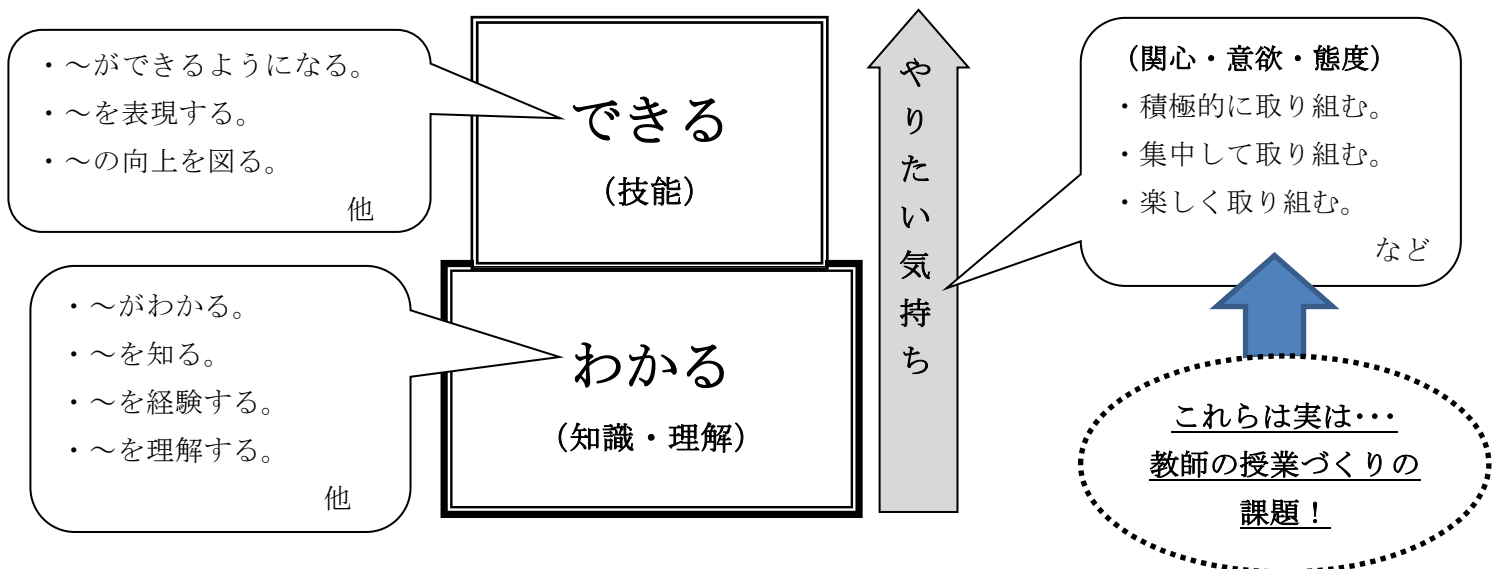 ・～ができるようになる。
・～を表現する。
・～の向上を図る。
他
できる
（技能）
・～がわかる。
・～を知る。
・～を経験する。
・～を理解する。
他
わかる
（知識・理解）
やりたい気持ち
（関心・意欲・態度）
・積極的に取り組む。
・集中して取り組む。
・楽しく取り組む。
など
これらは実は･･･
教師の授業づくりの
課題！